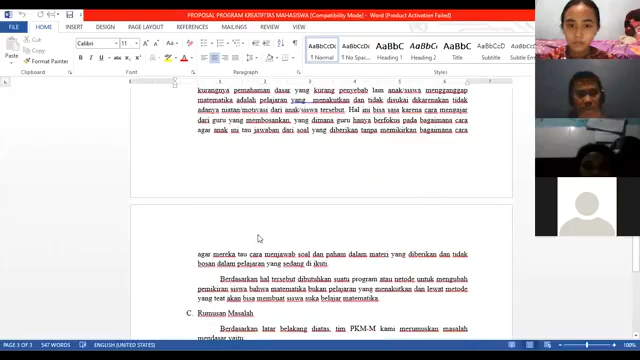 PROPOSAL PROGRAM KREATIFITAS MAHASISWA [Compatibility Mode] - Word (Product Activation Failed)
FILE HOME INSERT DESIGN PAGE LAYOUT REFERENCES MAILINGS REVIEW VIEW
Cut
Copy
Paste
Format Painter
Clipboard
Calibri 11
Font
Paragraph
AaBbCcDc AaBbCcDc AaBbC AaBbCc AaB AaBbCcC
¶ Normal ¶ No Spac... Heading 1 Heading 2 Title Subtitle
Styles
kurangnya pemahaman dasar yang kurang penyebab lain anak/siswa mengganggap
matematika adalah pelajaran yang menakutkan dan tidak disukai dikarenakan tidak
adanya niatan/motivasi dari anak/siswa tersebut. Hal ini bisa saja karena cara mengajar
dari guru yang membosankan, yang dimana guru hanya berfokus pada bagaimana cara
agar anak ini tau jawaban dari soal yang diberikan tanpa memikirkan bagaimana cara
agar mereka tau cara menjawab soal dan paham dalam materi yang diberikan dan tidak
bosan dalam pelajaran yang sedang di ikuti
Berdasarkan hal tersebut dibutuhkan suatu program atau netode untuk mengubah
pemikiran siswa bahwa matematika bukan pelajaran yang menakutkan dan lewat metode
yang teat akan bisa membuat siswa suka belajar matematika.
C. Rumusan Masalah
Berdasarkan latar belakang diatas, tim PKM-M kami merumuskan masalah
mendasar yaitu
PAGE 3 OF 3 547 WORDS ENGLISH (UNITED STATES) 100%